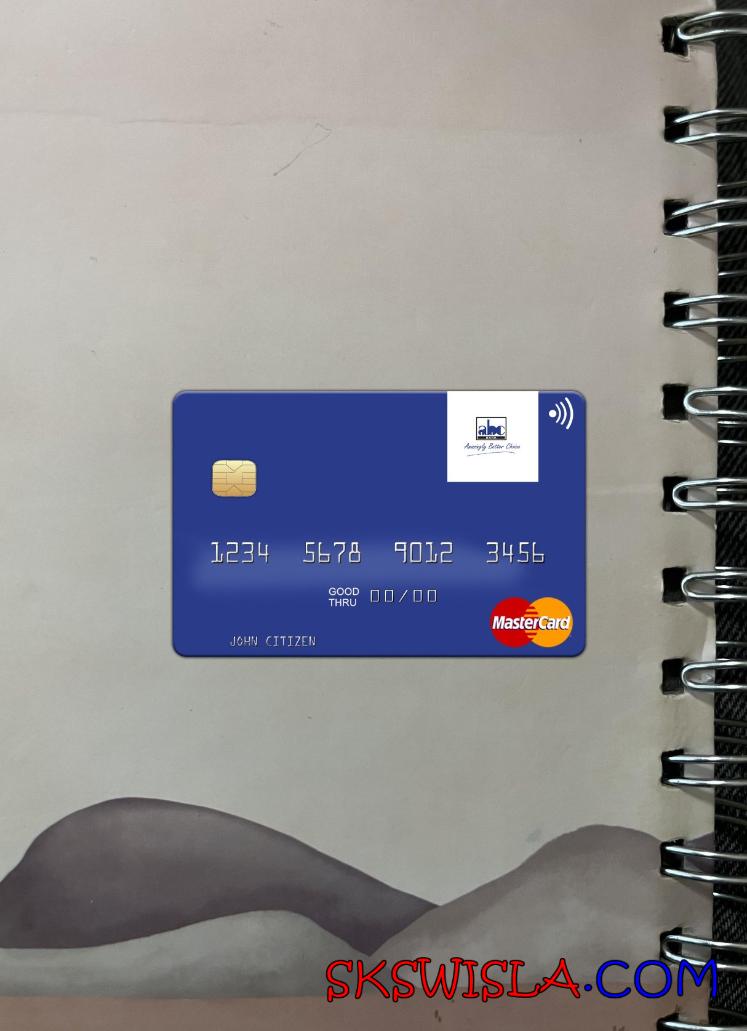 abc
Amazingly Better Choice
1234 5678 9012 3456
GOOD THRU 00/00
JOHN CITIZEN
MasterCard
SKSWISLA.COM